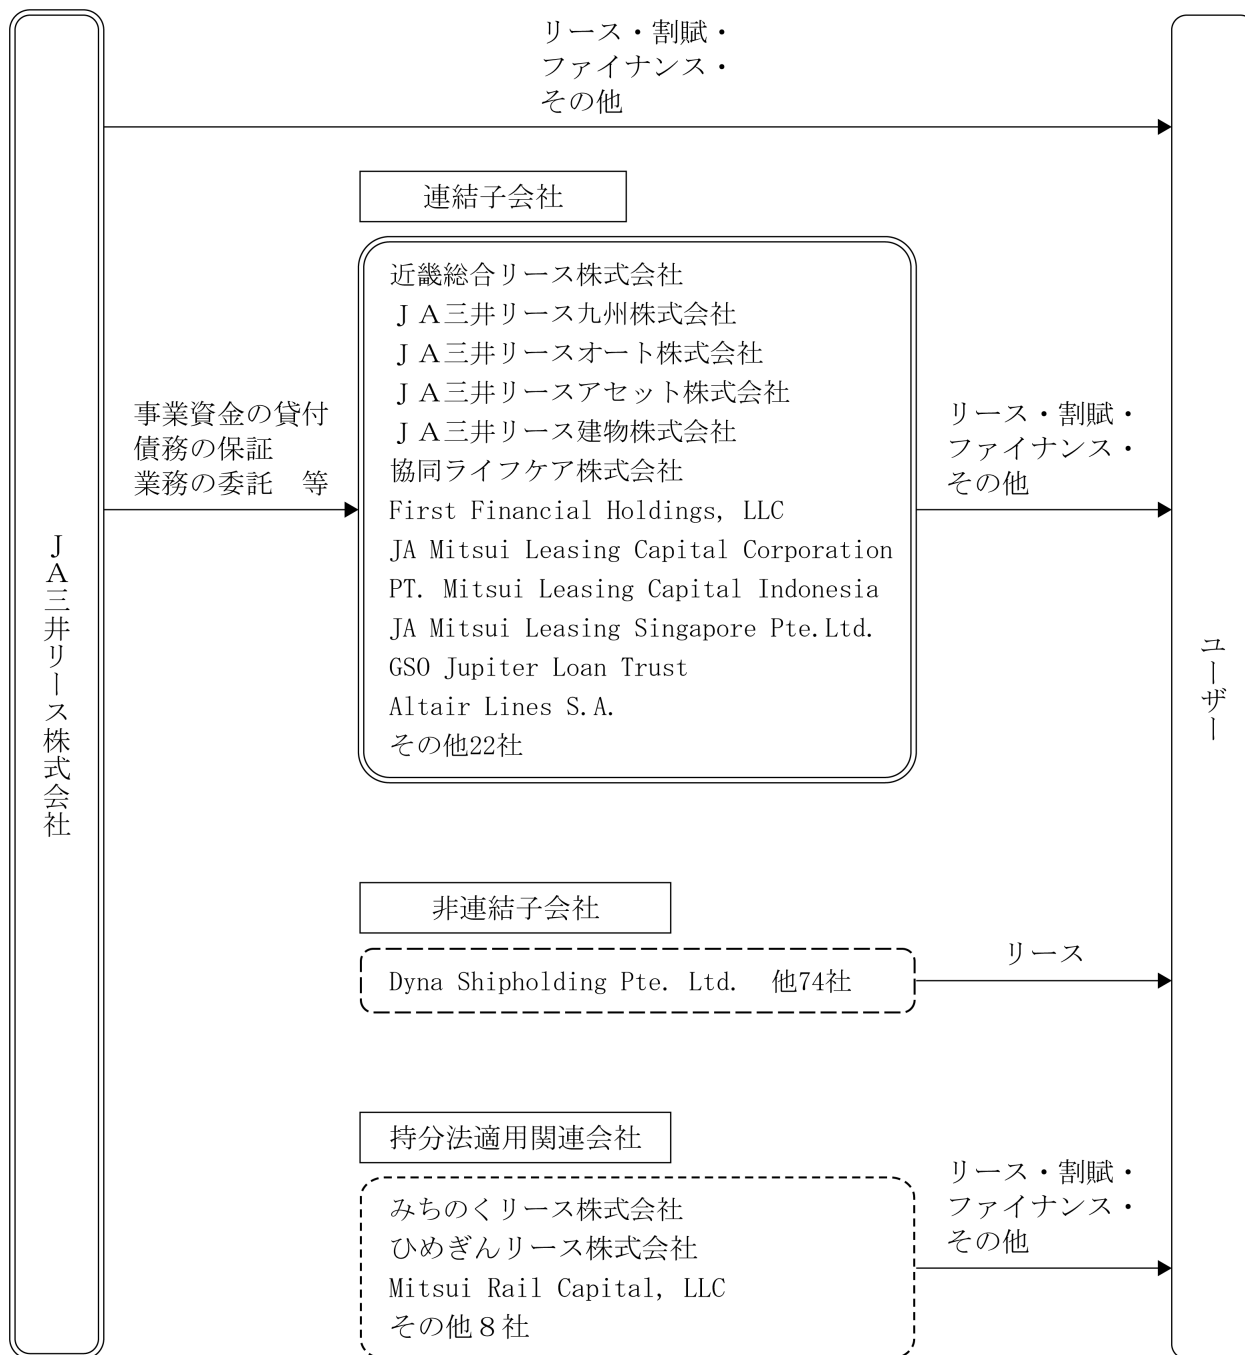 リース・割賦・
ファイナンス・
その他
連結子会社
近畿総合リース株式会社
ＪＡ三井リース九州株式会社
ＪＡ三井リースオート株式会社
ＪＡ三井リースアセット株式会社
ＪＡ三井リース建物株式会社
協同ライフケア株式会社
First Financial Holdings, LLC
JA Mitsui Leasing Capital Corporation
PT. Mitsui Leasing Capital Indonesia
JA Mitsui Leasing Singapore Pte.Ltd.
GSO Jupiter Loan Trust
Altair Lines S.A.
その他22社
事業資金の貸付
債務の保証
業務の委託　等
リース・割賦・
ファイナンス・
その他
ＪＡ三井リース株式会社
ユーザー
非連結子会社
Dyna Shipholding Pte. Ltd.　他74社
リース
持分法適用関連会社
みちのくリース株式会社
ひめぎんリース株式会社
Mitsui Rail Capital, LLC
その他８社
リース・割賦・
ファイナンス・
その他